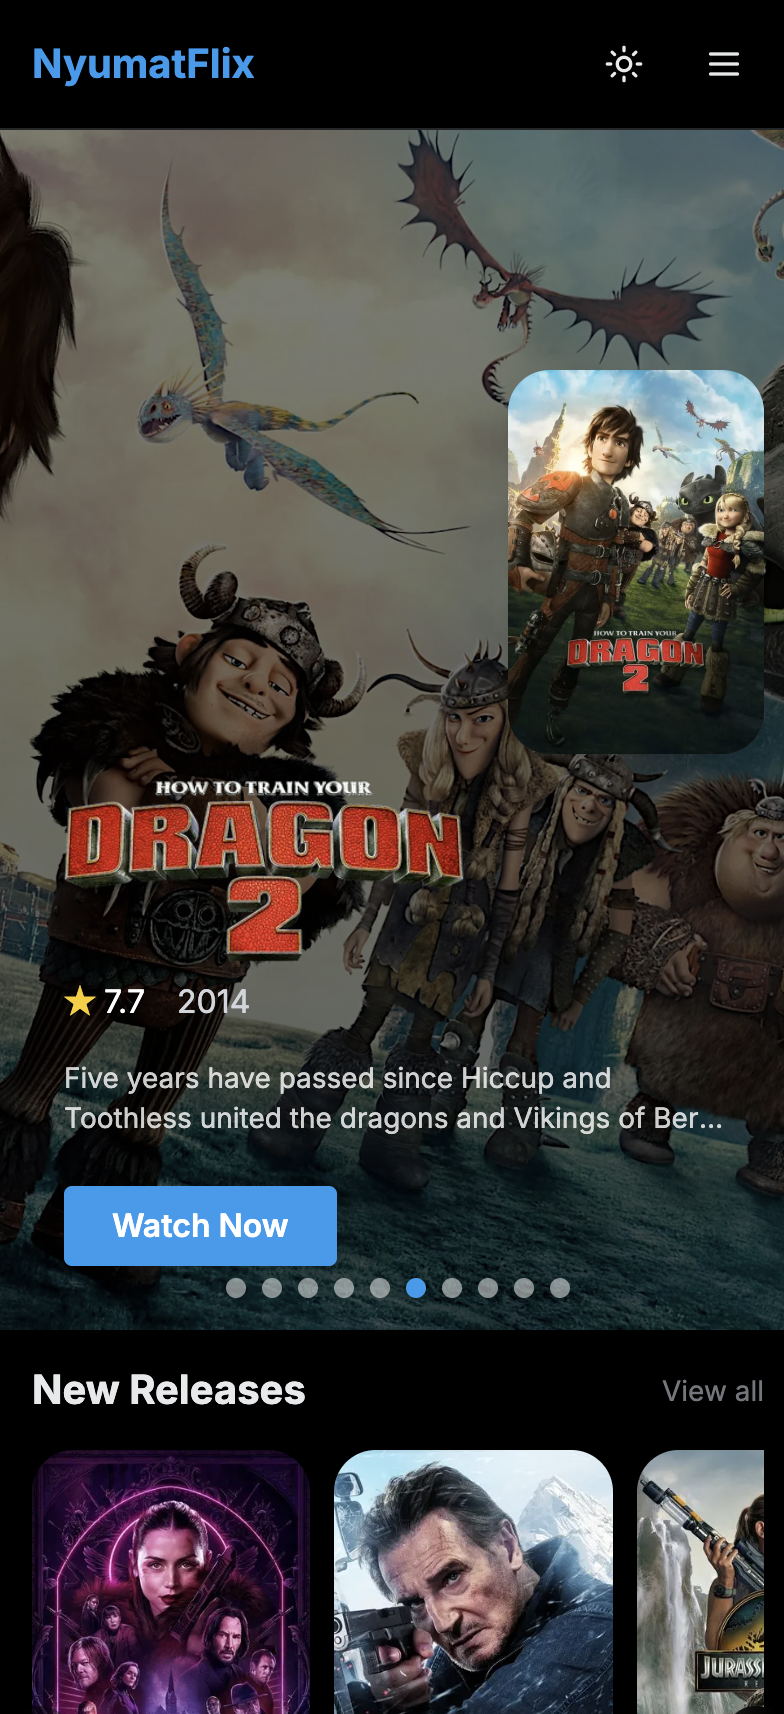 NyumatFlix
HOW TO TRAIN YOUR
DRAGON
2
HOW TO TRAIN YOUR
DRAGON
2
7.7 2014
Five years have passed since Hiccup and
Toothless united the dragons and Vikings of Ber...
Watch Now
New Releases
View all